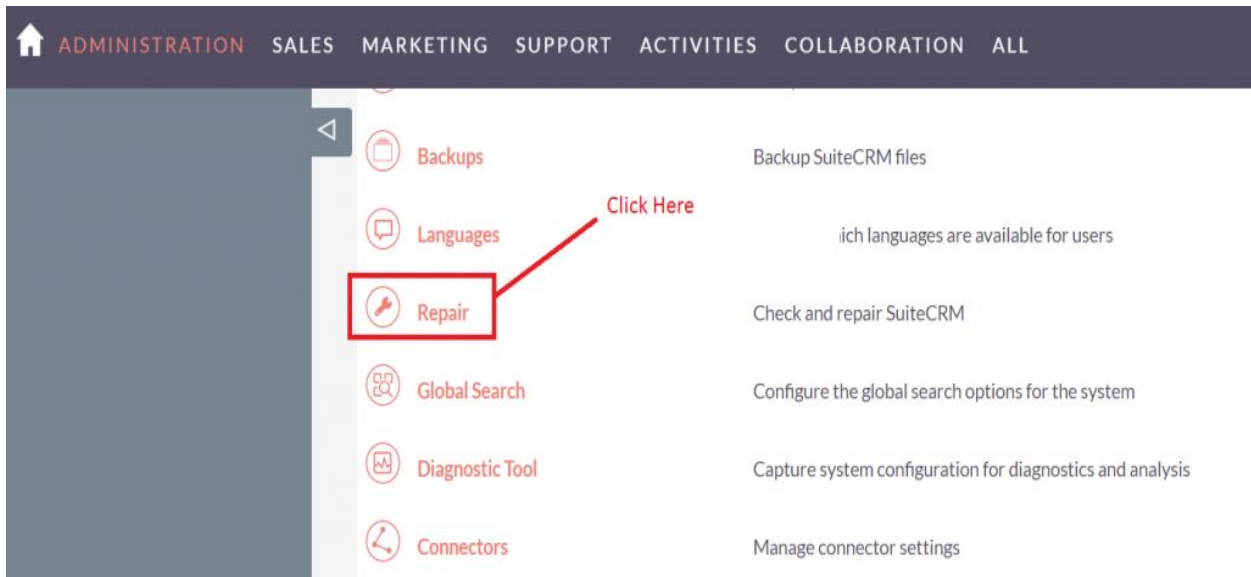 ADMINISTRATION SALES MARKETING SUPPORT ACTIVITIES COLLABORATION ALL
Backups Backup SuiteCRM files
Click Here
Languages languages are available for users
Repair Check and repair SuiteCRM
Global Search Configure the global search options for the system
Diagnostic Tool Capture system configuration for diagnostics and analysis
Connectors Manage connector settings